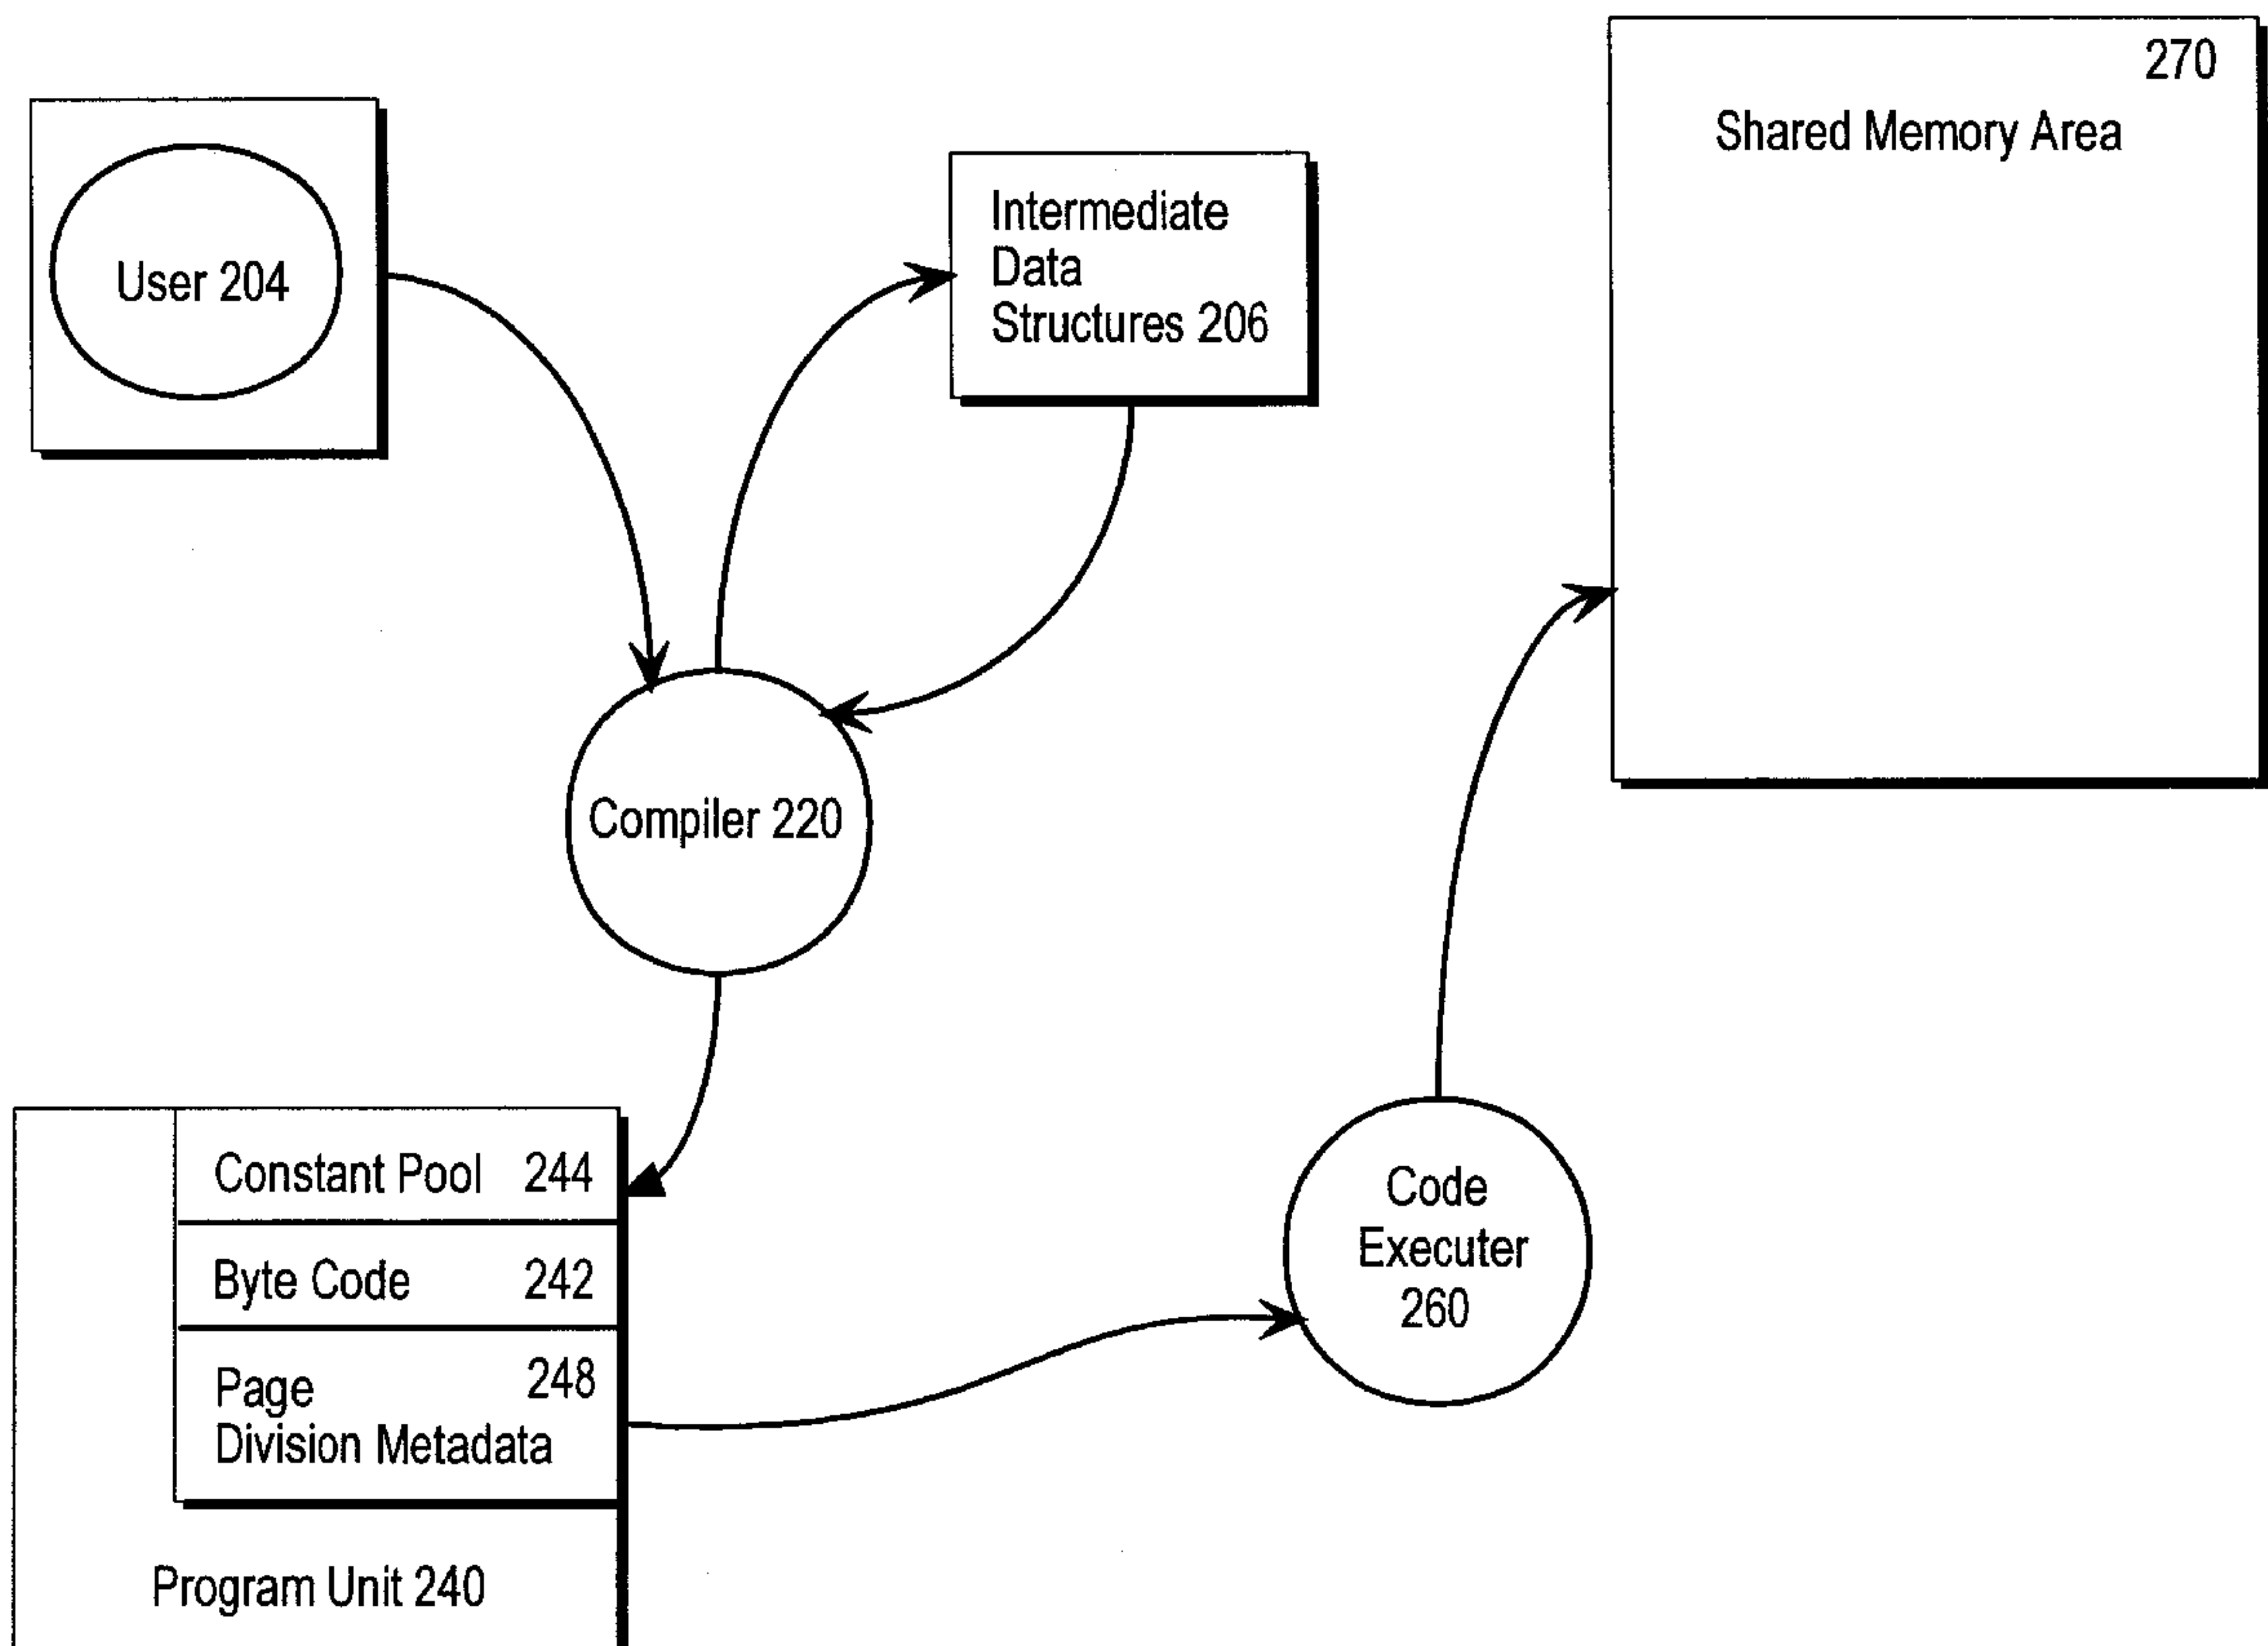 270
Shared Memory Area
User 204
Intermediate
Data
Structures 206
Compiler 220
Constant Pool 244
Byte Code 242
Page 248
Division Metadata
Program Unit 240
Code
Executer
260